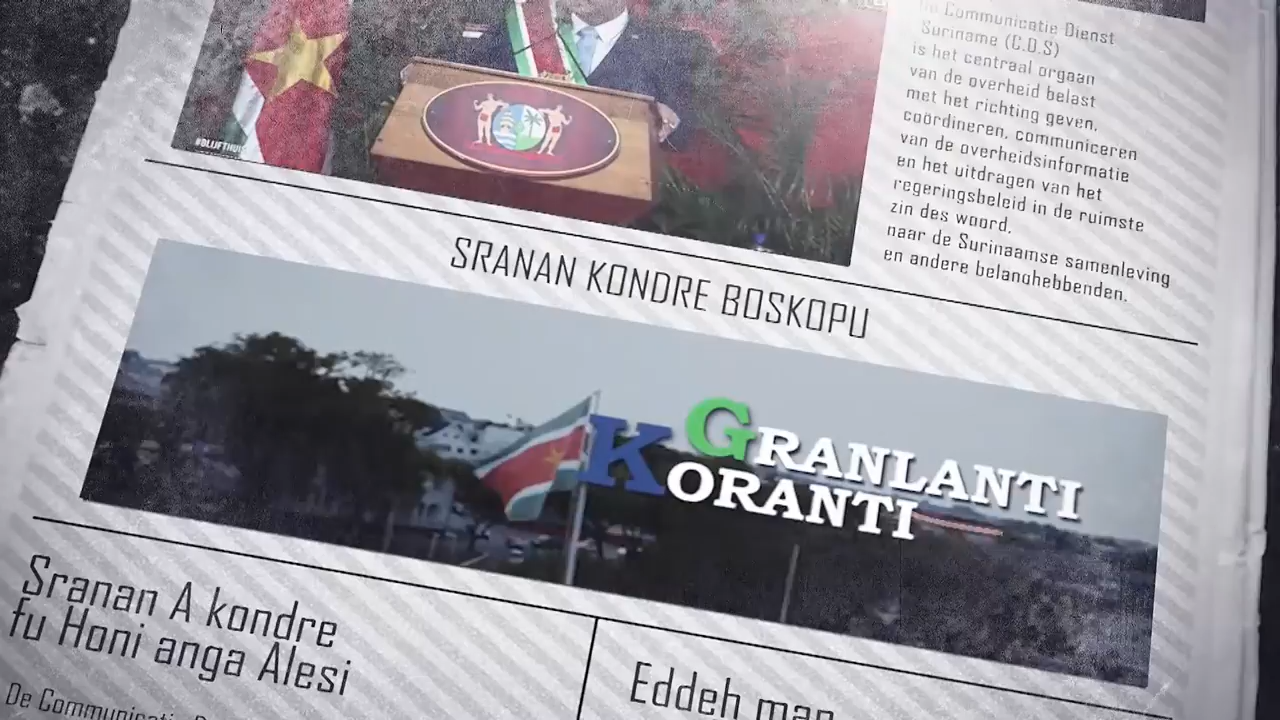 De Communicatie Dienst
Suriname (C.D.S)
is het centraal orgaan
van de overheid belast
met het richting geven,
coördineren, communiceren
van de overheidsinformatie
en het uitdragen van het
regeringsbeleid in de ruimste
zin des woord.
naar de Surinaamse samenleving
en andere belanghebbenden.
SRANAN KONDRE BOSKOPU
GRANLANTI
KORANTI
Sranan A kondre
fu Honi anga Alesi
De
Eddeh man